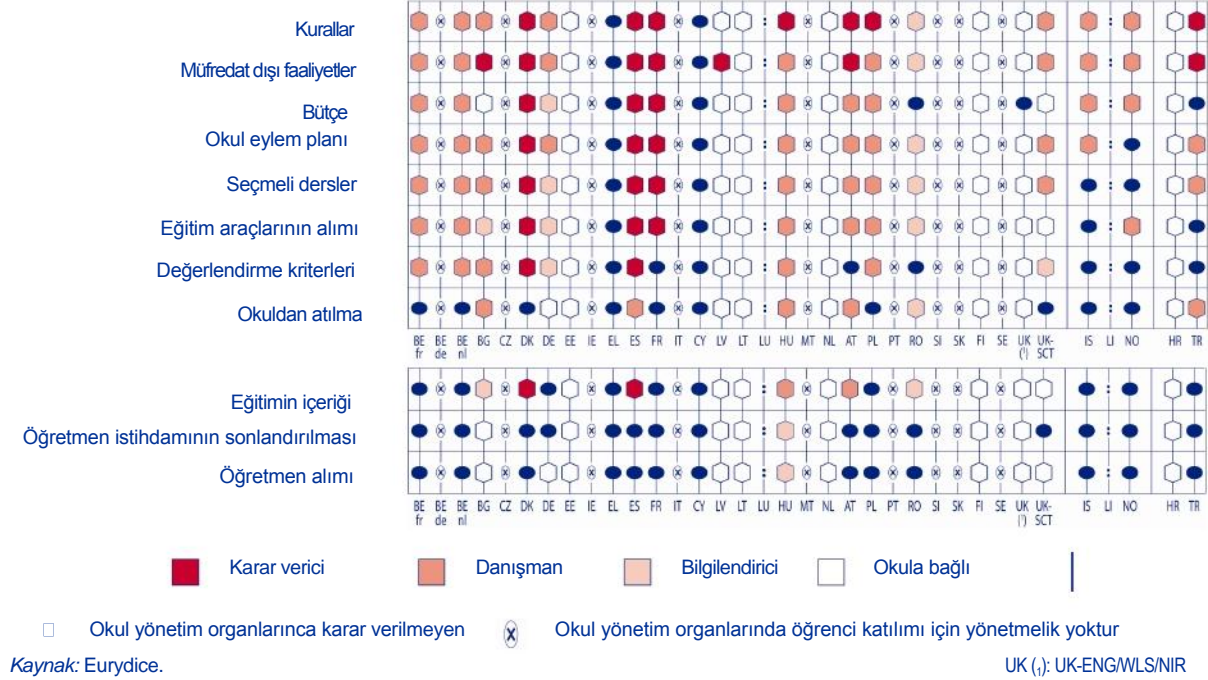 Kurallar
Müfredat dışı faaliyetler
Bütçe
Okul eylem planı
Seçmeli dersler
Eğitim araçlarının alımı
Değerlendirme kriterleri
Okuldan atılma
BE fr BE de BE nl BG CZ DK DE EE IE EL ES FR IT CY LV LT LU HU MT NL AT PL PT RO SI SK FI SE UK (¹) UK-SCT IS LI NO HR TR
Eğitimin içeriği
Öğretmen istihdamının sonlandırılması
Öğretmen alımı
BE fr BE de BE nl BG CZ DK DE EE IE EL ES FR IT CY LV LT LU HU MT NL AT PL PT RO SI SK FI SE UK (¹) UK-SCT IS LI NO HR TR
Karar verici Danışman Bilgilendirici Okula bağlı
Okul yönetim organlarınca karar verilmeyen Okul yönetim organlarında öğrenci katılımı için yönetmelik yoktur
Kaynak: Eurydice. UK (₁): UK-ENG/WLS/NIR